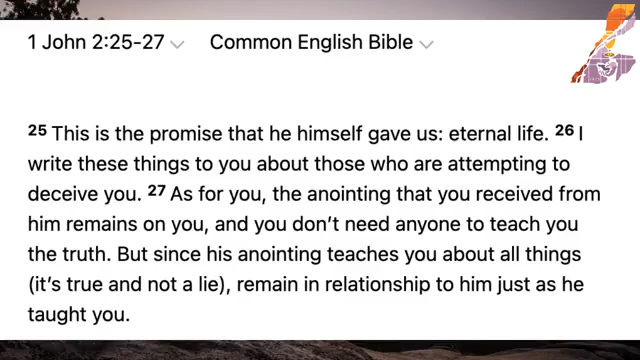 1 John 2:25-27 Common English Bible
25 This is the promise that he himself gave us: eternal life. 26 I
write these things to you about those who are attempting to
deceive you. 27 As for you, the anointing that you received from
him remains on you, and you don’t need anyone to teach you
the truth. But since his anointing teaches you about all things
(it’s true and not a lie), remain in relationship to him just as he
taught you.